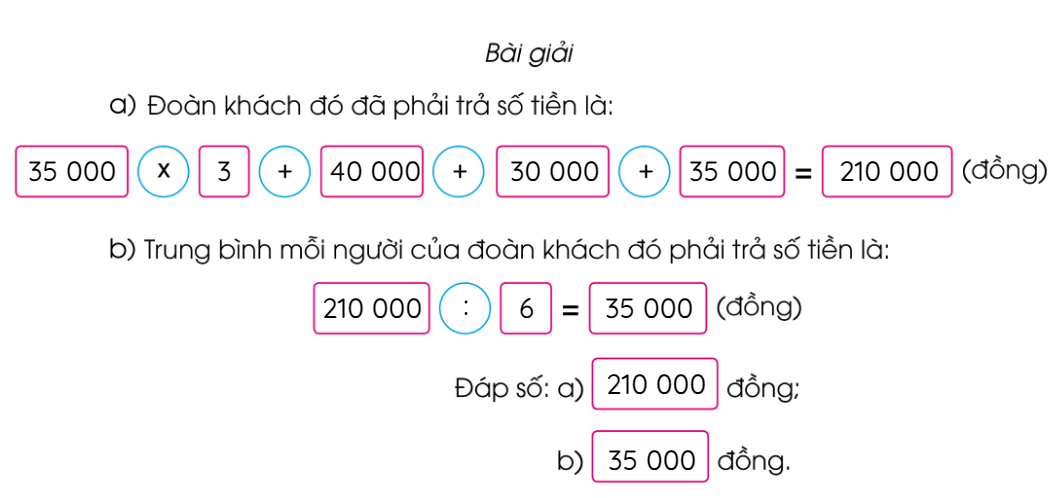 Bài giải
a) Đoàn khách đó đã phải trả số tiền là:
35 000 x 3 + 40 000 + 30 000 + 35 000 = 210 000 (đồng)
b) Trung bình mỗi người của đoàn khách đó phải trả số tiền là:
210 000 : 6 = 35 000 (đồng)
Đáp số: a) 210 000 đồng;
b) 35 000 đồng.